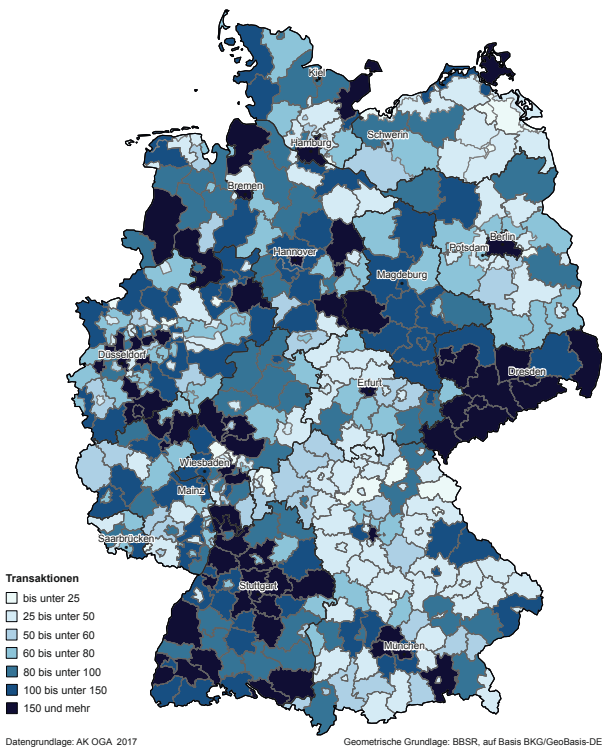 Kiel
Schwerin
Hamburg
Bremen
Berlin
Potsdam
Hannover
Magdeburg
Düsseldorf
Dresden
Erfurt
Wiesbaden
Mainz
Saarbrücken
Stuttgart
München
Transaktionen
bis unter 25
25 bis unter 50
50 bis unter 60
60 bis unter 80
80 bis unter 100
100 bis unter 150
150 und mehr
Datengrundlage: AK OGA 2017
Geometrische Grundlage: BBSR, auf Basis BKG/GeoBasis-DE